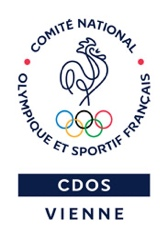 COMITÉ NATIONAL
OLYMPIQUE ET SPORTIF FRANÇAIS
CDOS
VIENNE